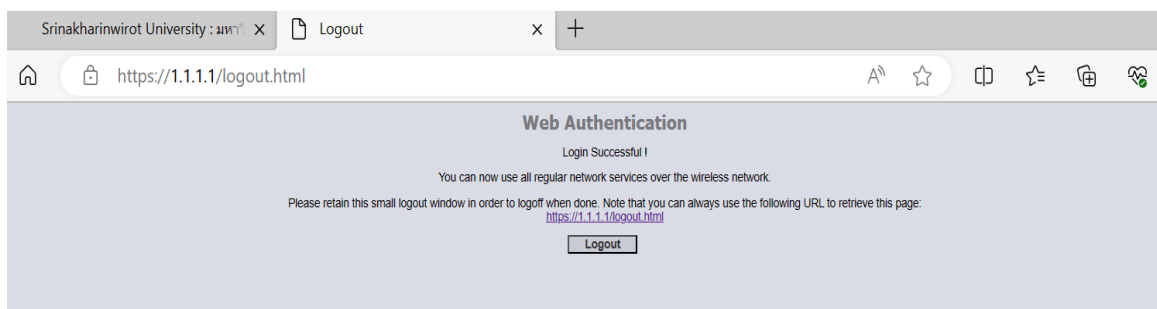 Srinakharinwirot University : มหา
Logout
https://1.1.1.1/logout.html
Web Authentication
Login Successful !
You can now use all regular network services over the wireless network.
Please retain this small logout window in order to logoff when done. Note that you can always use the following URL to retrieve this page:
https://1.1.1.1/logout.html
Logout